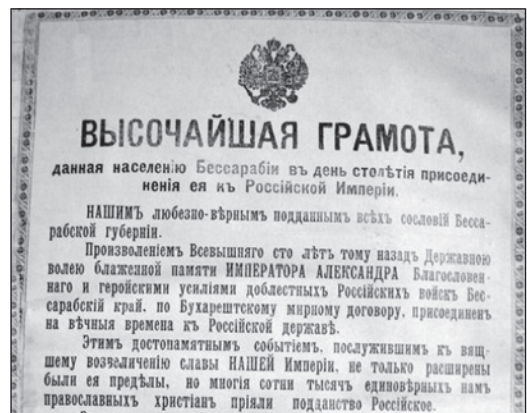 ВЫСОЧАЙШАЯ ГРАМОТА,
данная населенію Бессарабіи въ день столѣтія присоеди-
ненія ея къ Россійской Имперіи.
НАШИМЪ любезно-вѣрнымъ подданнымъ всѣхъ сословій Бесса-
рабской губерніи.
Произволеніемъ Всевышняго сто лѣтъ тому назадъ Державною
волею блаженной памяти ИМПЕРАТОРА АЛЕКСАНДРА Благословен-
наго и геройскими усиліями доблестныхъ Россійскихъ войскъ Бес-
сарабскій край, по Бухарештскому мирному договору, присоединенъ
на вѣчныя времена къ Россійской державѣ.
Этимъ достопамятнымъ событіемъ, послужившимъ къ вящ-
шему возвеличенію славы НАШЕЙ Имперіи, не только расширены
были ея предѣлы, но многія сотни тысячъ единовѣрныхъ намъ
православныхъ христіанъ пріяли подданство Россійское.